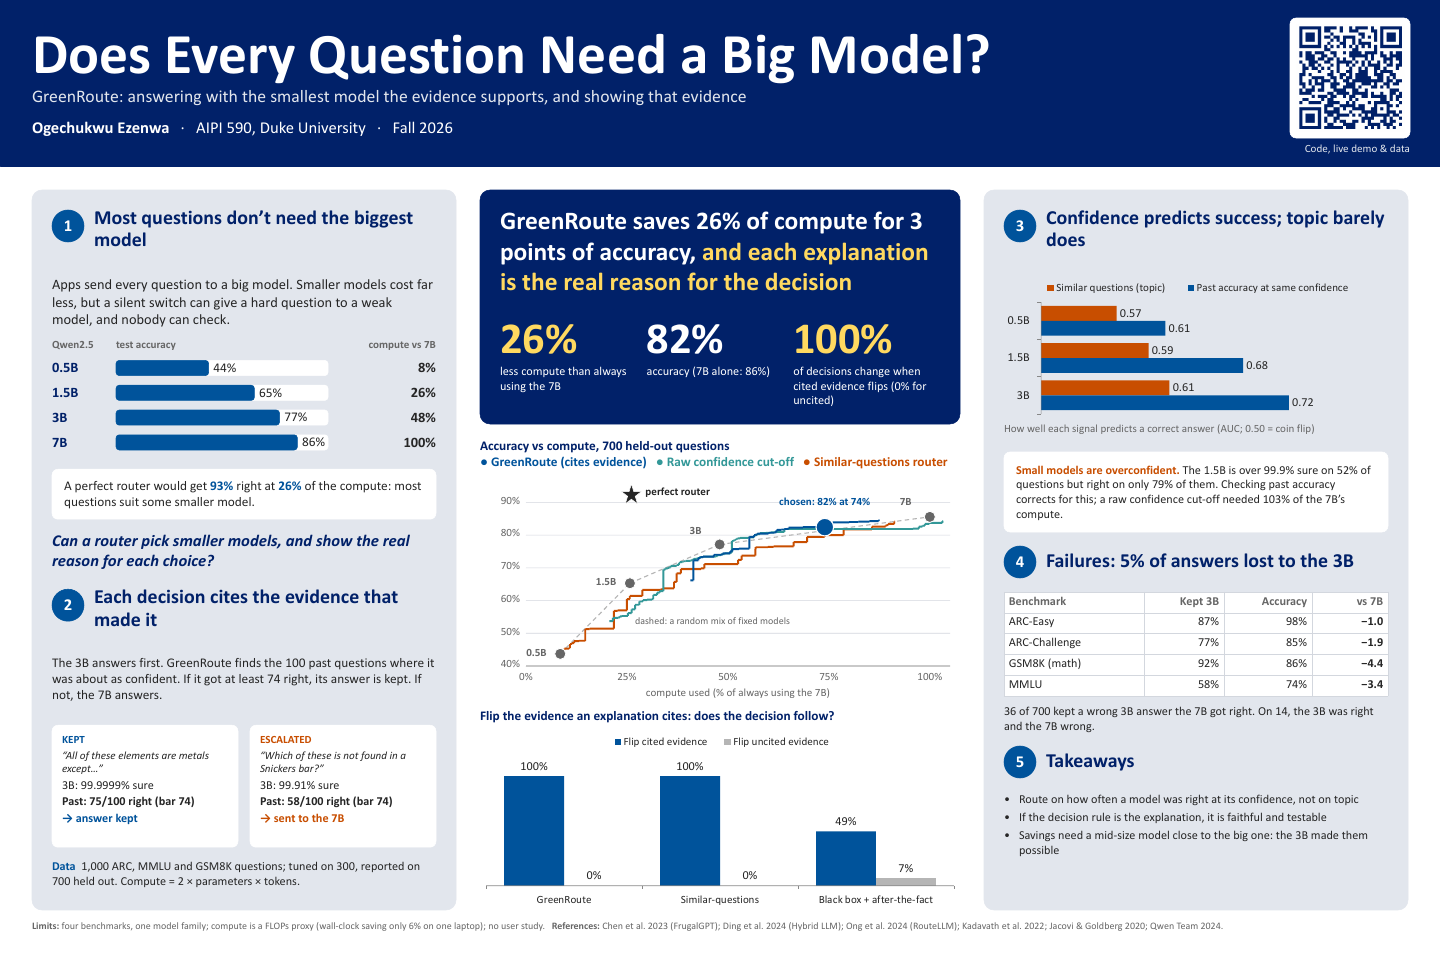 Does Every Question Need a Big Model?
GreenRoute: answering with the smallest model the evidence supports, and showing that evidence
Ogechukwu Ezenwa · AIPI 590, Duke University · Fall 2026
Code, live demo & data
1
Most questions don’t need the biggest
model
Apps send every question to a big model. Smaller models cost far
less, but a silent switch can give a hard question to a weak
model, and nobody can check.
Qwen2.5 test accuracy compute vs 7B
0.5B 44% 8%
1.5B 65% 26%
3B 77% 48%
7B 86% 100%
A perfect router would get 93% right at 26% of the compute: most
questions suit some smaller model.
Can a router pick smaller models, and show the real
reason for each choice?
2
Each decision cites the evidence that
made it
The 3B answers first. GreenRoute finds the 100 past questions where it
was about as confident. If it got at least 74 right, its answer is kept. If
not, the 7B answers.
KEPT
“All of these elements are metals
except...”
3B: 99.9999% sure
Past: 75/100 right (bar 74)
→ answer kept
ESCALATED
“Which of these is not found in a
Snickers bar?”
3B: 99.91% sure
Past: 58/100 right (bar 74)
→ sent to the 7B
Data 1,000 ARC, MMLU and GSM8K questions; tuned on 300, reported on
700 held out. Compute = 2 × parameters × tokens.
GreenRoute saves 26% of compute for 3
points of accuracy, and each explanation
is the real reason for the decision
26%
less compute than always
using the 7B
82%
accuracy (7B alone: 86%)
100%
of decisions change when
cited evidence flips (0% for
uncited)
Accuracy vs compute, 700 held-out questions
● GreenRoute (cites evidence) ● Raw confidence cut-off ● Similar-questions router
★ perfect router
chosen: 82% at 74%
7B
3B
1.5B
0.5B
dashed: a random mix of fixed models
90%
80%
70%
60%
50%
40%
0% 25% 50% 75% 100%
compute used (% of always using the 7B)
Flip the evidence an explanation cites: does the decision follow?
Flip cited evidence Flip uncited evidence
100% 0% 100% 0% 49% 7%
GreenRoute Similar-questions Black box + after-the-fact
3
Confidence predicts success; topic barely
does
Similar questions (topic) Past accuracy at same confidence
0.5B 0.57
0.61
1.5B 0.59
0.68
3B 0.61
0.72
How well each signal predicts a correct answer (AUC; 0.50 = coin flip)
Small models are overconfident. The 1.5B is over 99.9% sure on 52% of
questions but right on only 79% of them. Checking past accuracy
corrects for this; a raw confidence cut-off needed 103% of the 7B’s
compute.
4
Failures: 5% of answers lost to the 3B
Benchmark Kept 3B Accuracy vs 7B
ARC-Easy 87% 98% −1.0
ARC-Challenge 77% 85% −1.9
GSM8K (math) 92% 86% −4.4
MMLU 58% 74% −3.4
36 of 700 kept a wrong 3B answer the 7B got right. On 14, the 3B was right
and the 7B wrong.
5
Takeaways
• Route on how often a model was right at its confidence, not on topic
• If the decision rule is the explanation, it is faithful and testable
• Savings need a mid-size model close to the big one: the 3B made them
possible
Limits: four benchmarks, one model family; compute is a FLOPs proxy (wall-clock saving only 6% on one laptop); no user study. References: Chen et al. 2023 (FrugalGPT); Ding et al. 2024 (Hybrid LLM); Ong et al. 2024 (RouteLLM); Kadavath et al. 2022; Jacovi & Goldberg 2020; Qwen Team 2024.